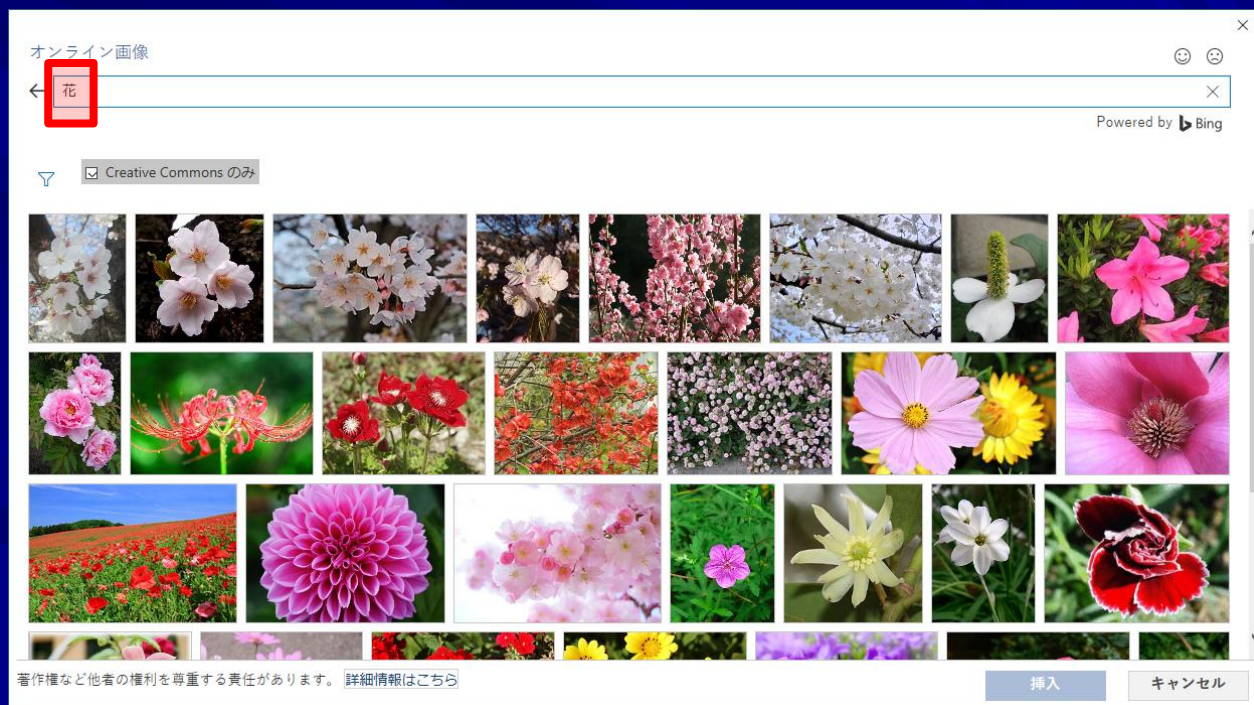 オンライン画像
花
Powered by Bing
Creative Commons のみ
著作権など他者の権利を尊重する責任があります。 詳細情報はこちら
挿入
キャンセル